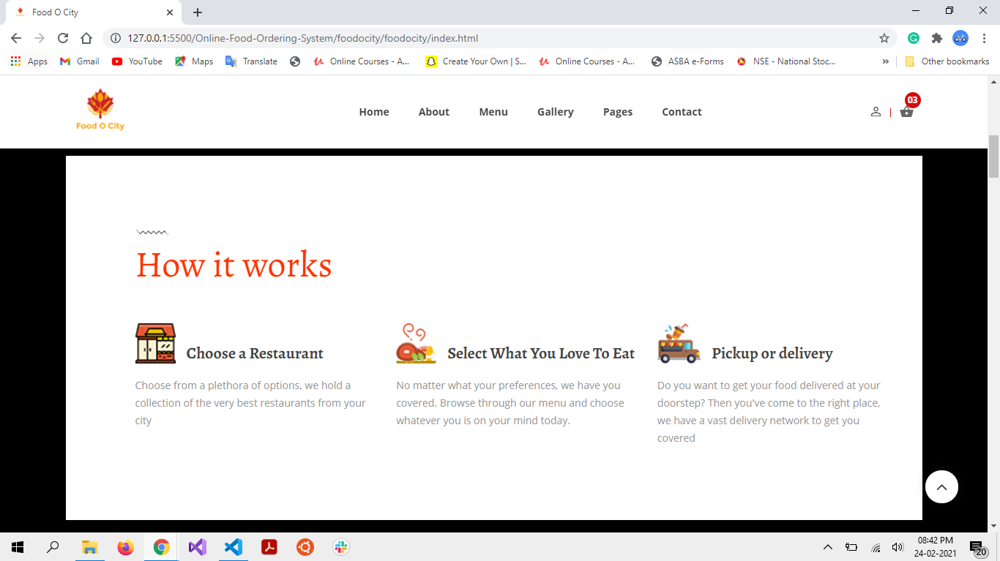 Food O City
127.0.0.1:5500/Online-Food-Ordering-System/foodocity/foodocity/index.html
Apps Gmail YouTube Maps Translate Online Courses - A... Create Your Own | S... Online Courses - A... ASBA e-Forms NSE - National Stoc... » Other bookmarks
Food O City
Home About Menu Gallery Pages Contact
03
How it works
Choose a Restaurant
Choose from a plethora of options, we hold a
collection of the very best restaurants from your
city
Select What You Love To Eat
No matter what your preferences, we have you
covered. Browse through our menu and choose
whatever you is on your mind today.
Pickup or delivery
Do you want to get your food delivered at your
doorstep? Then you've come to the right place,
we have a vast delivery network to get you
covered
08:42 PM
24-02-2021
20